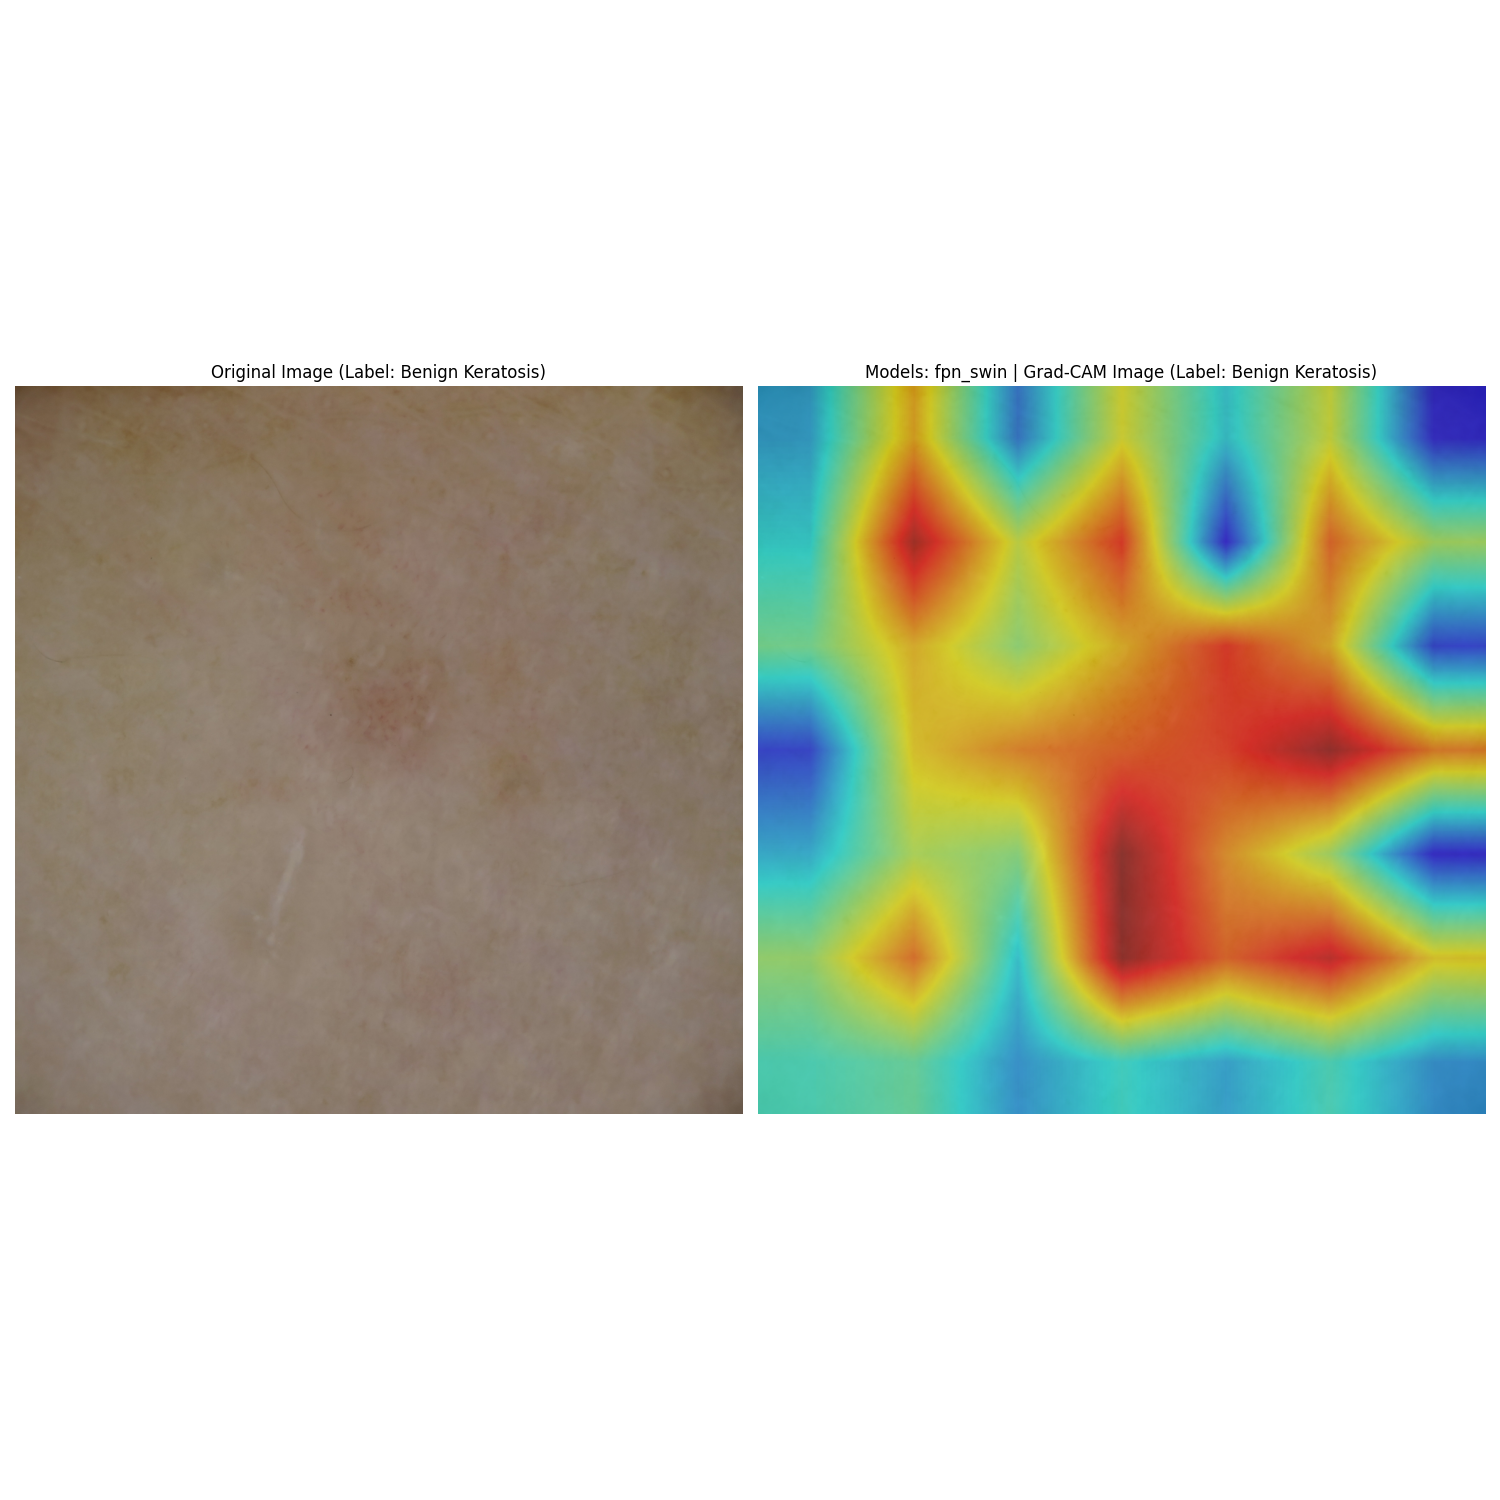 Original Image (Label: Benign Keratosis)
Models: fpn_swin | Grad-CAM Image (Label: Benign Keratosis)